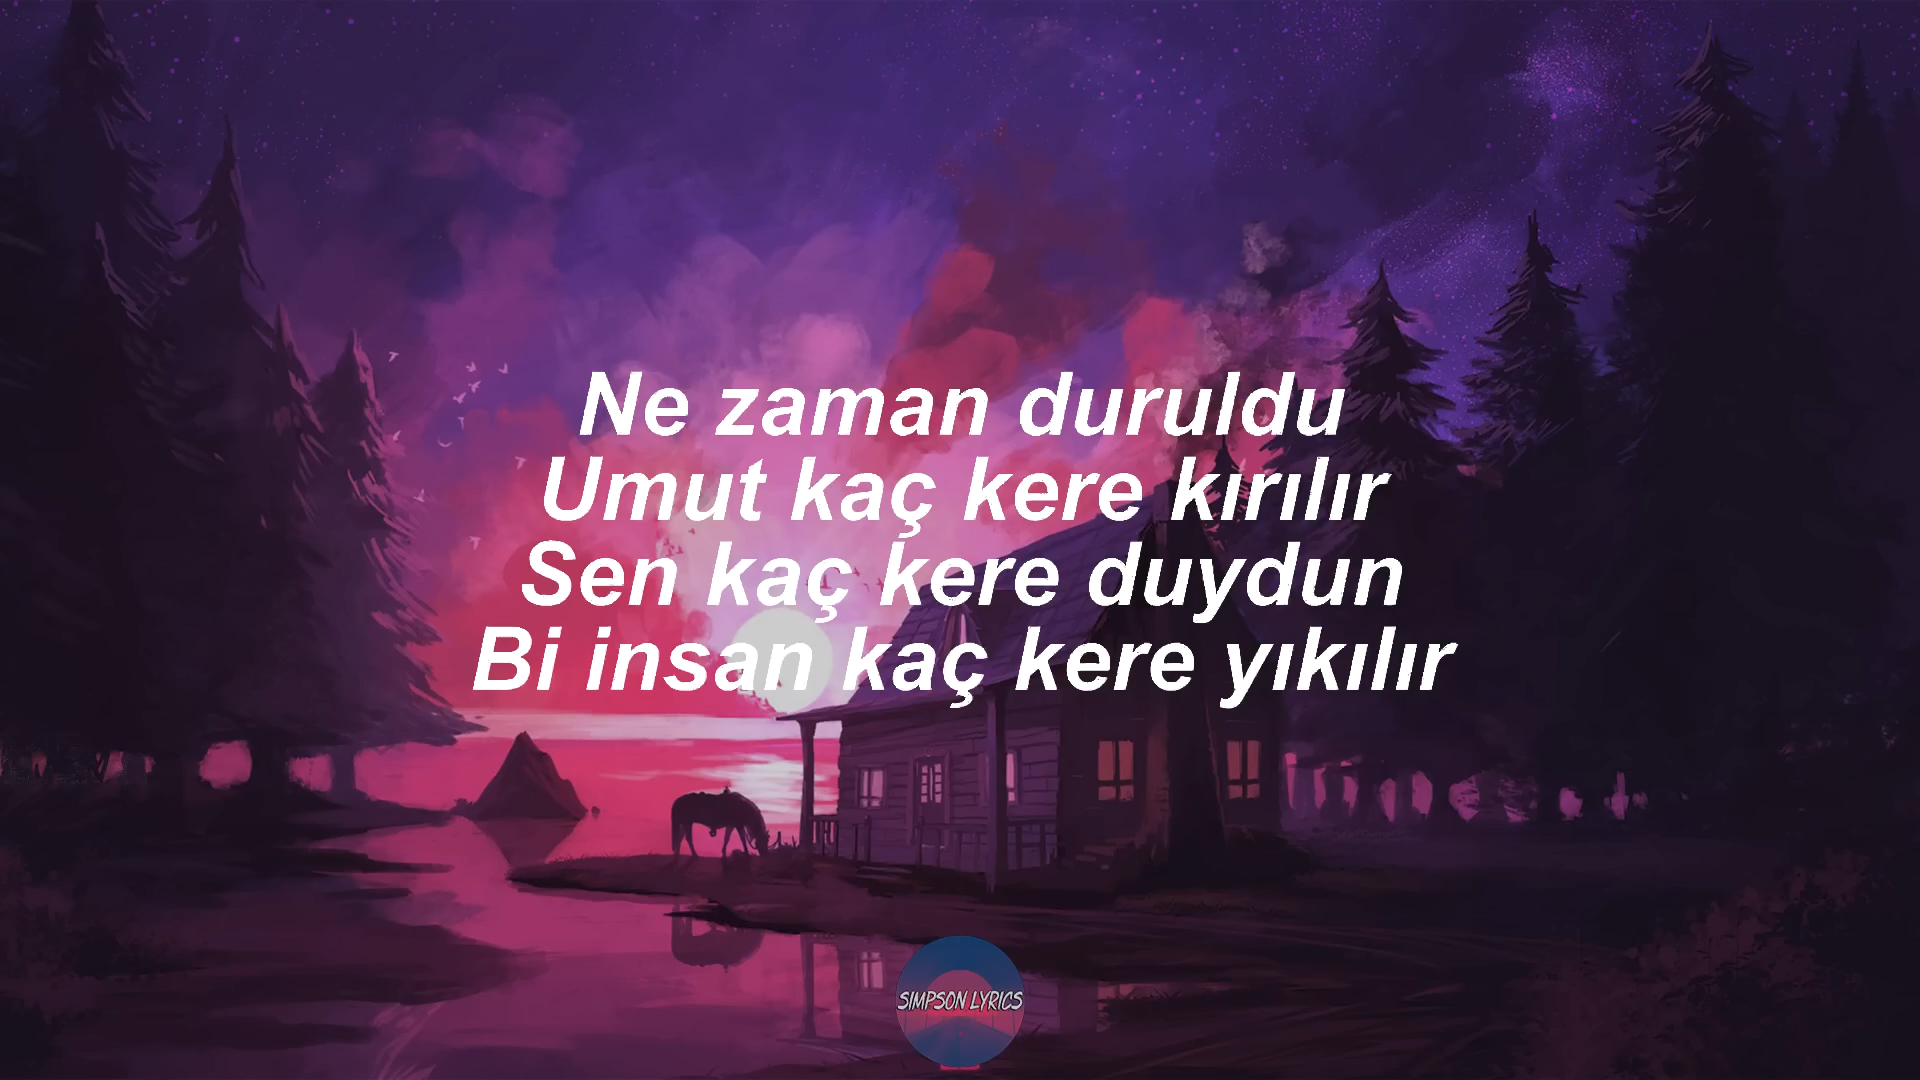 Ne zaman duruldu
Umut kaç kere kırılır
Sen kaç kere duydun
Bi insan kaç kere yıkılır
SIMPSON LYRICS